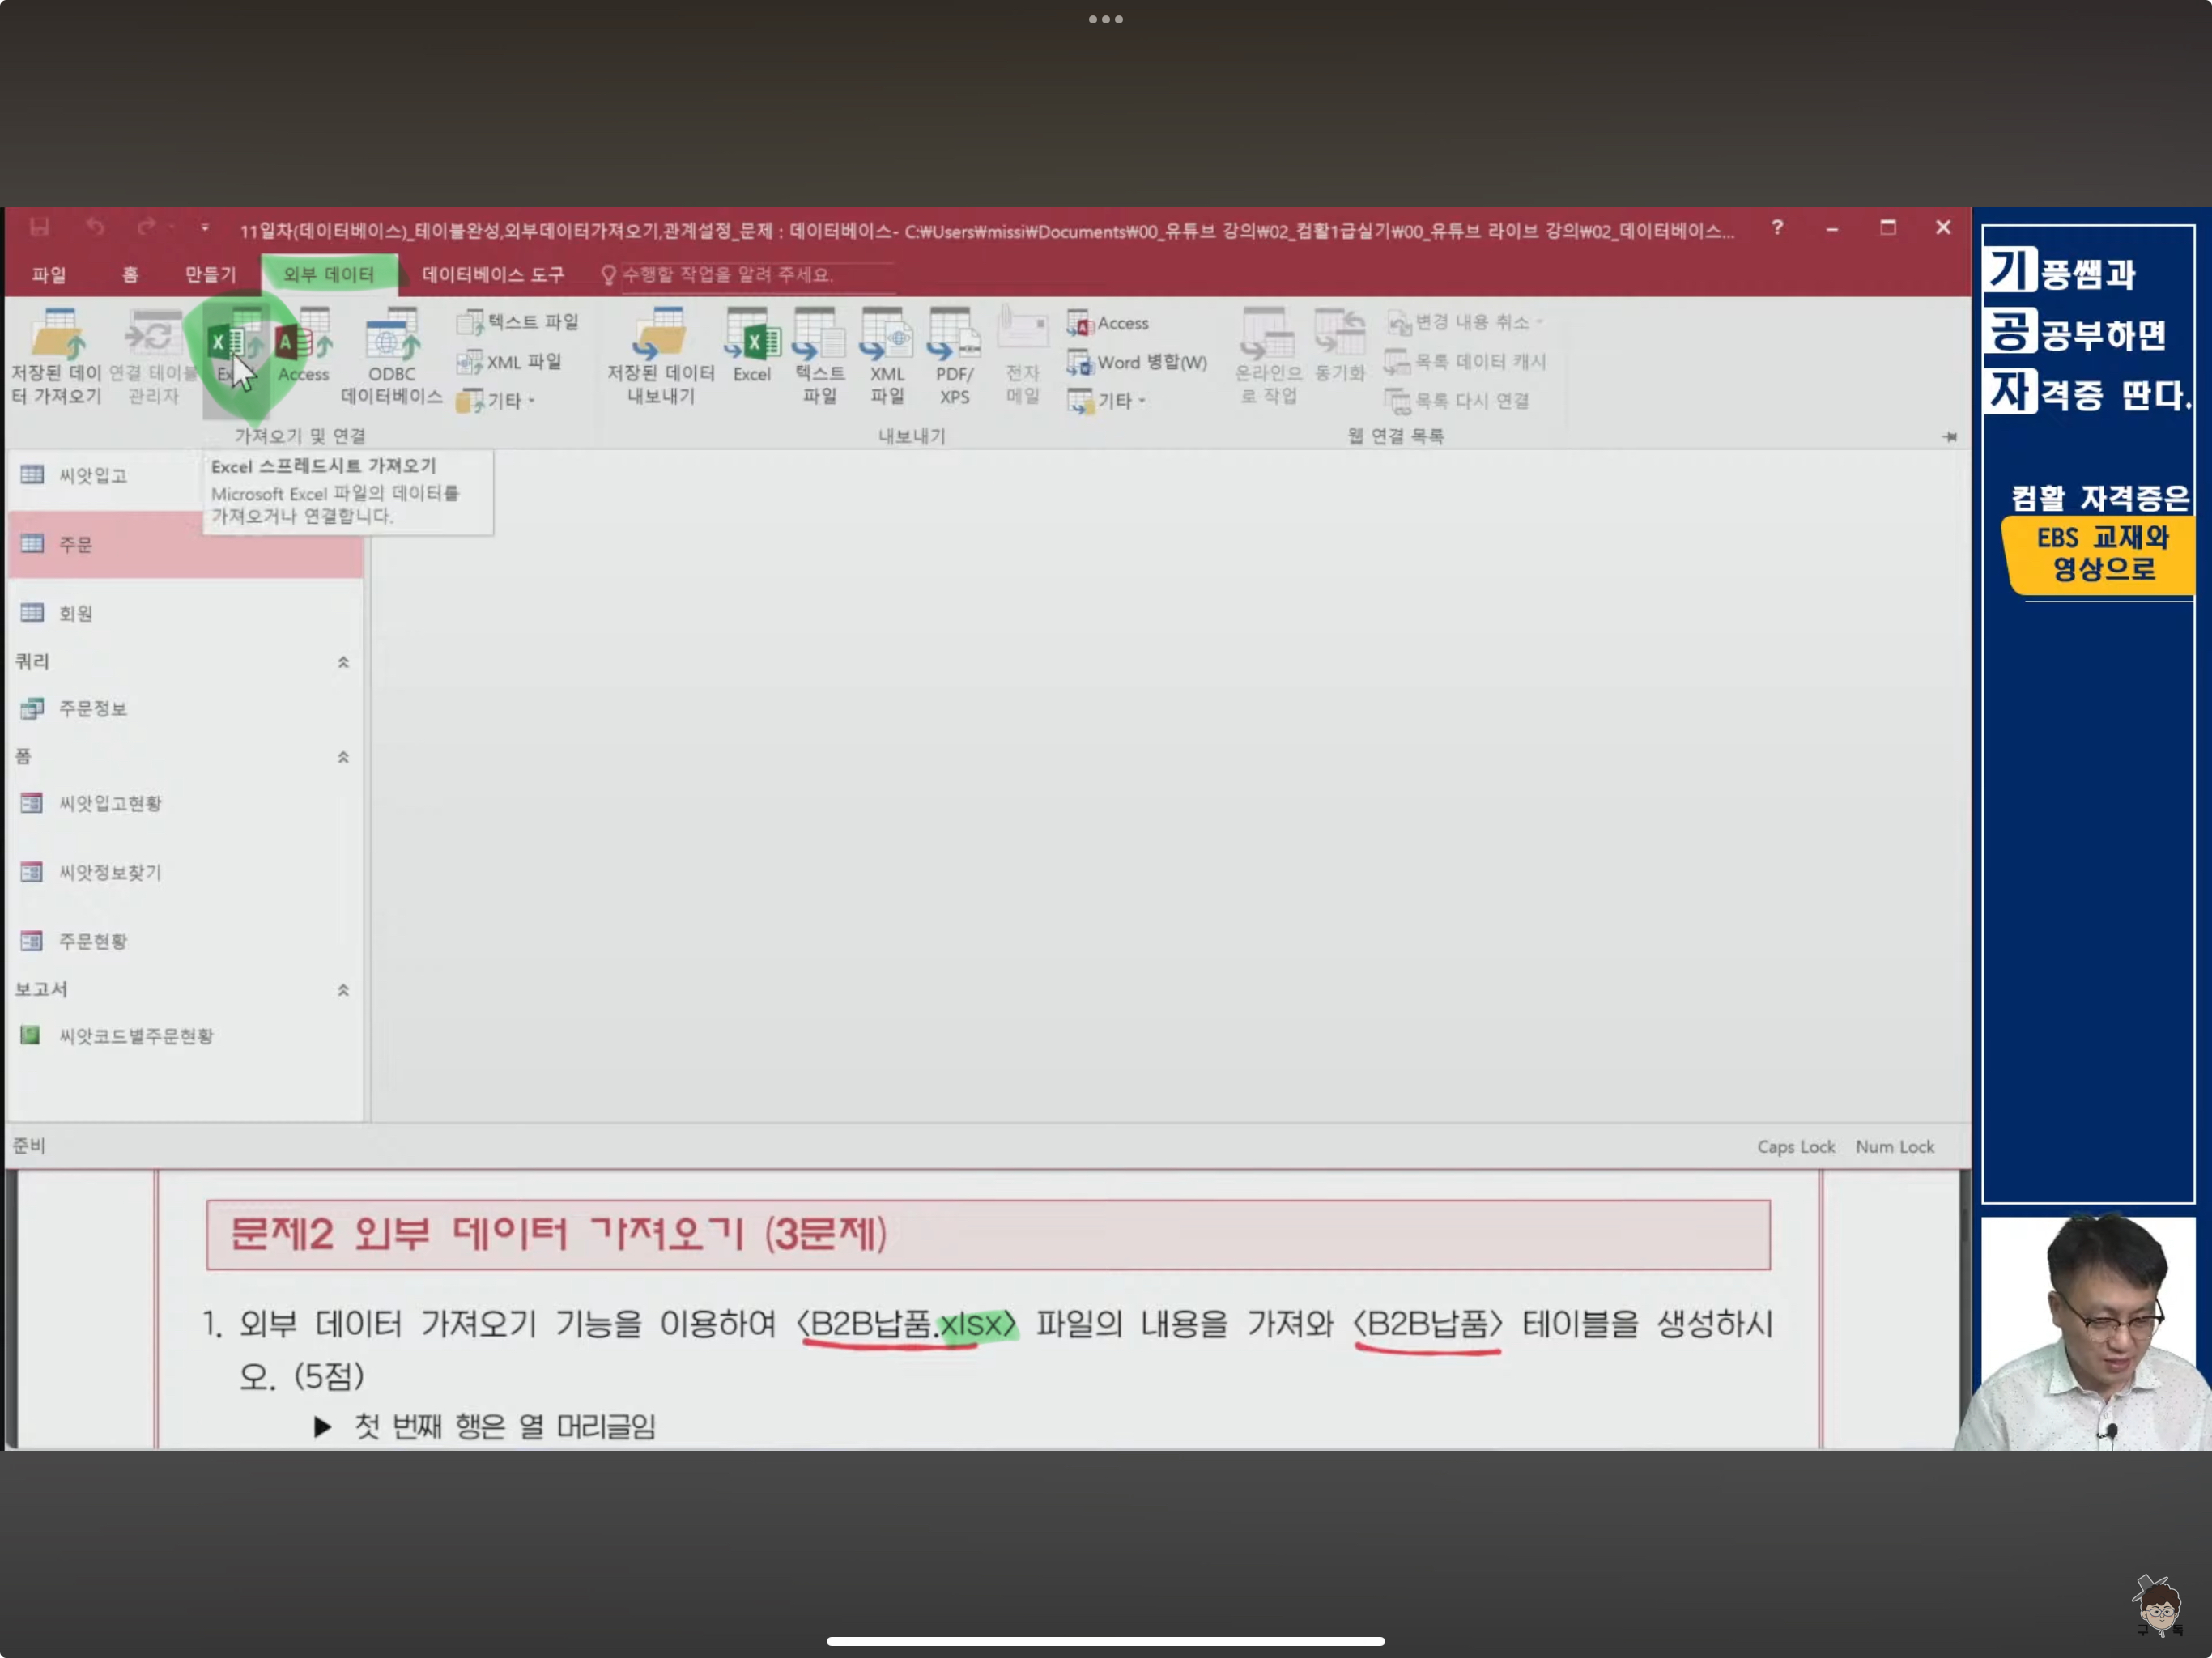 11일차(데이터베이스)_테이블완성,외부데이터가져오기,관계설정_문제 : 데이터베이스- C:₩Users₩missi₩Documents₩00_유튜브 강의₩02_컴활1급실기₩00_유튜브 라이브 강의₩02_데이터베이스...
?
파일 홈 만들기 외부 데이터 데이터베이스 도구 수행할 작업을 알려 주세요.
저장된 데이
터 가져오기
연결 테이블
관리자
Access
ODBC
데이터베이스
텍스트 파일
XML 파일
기타
가져오기 및 연결
저장된 데이터
내보내기
Excel
텍스트
파일
XML
파일
PDF/
XPS
전자
메일
Access
Word 병합(W)
기타
내보내기
온라인으
로 작업
동기화
변경 내용 취소
목록 데이터 캐시
목록 다시 연결
웹 연결 목록
Excel 스프레드시트 가져오기
Microsoft Excel 파일의 데이터를
가져오거나 연결합니다.
씨앗입고
주문
회원
쿼리
주문정보
폼
씨앗입고현황
씨앗정보찾기
주문현황
보고서
씨앗코드별주문현황
준비
Caps Lock Num Lock
문제2 외부 데이터 가져오기 (3문제)
1. 외부 데이터 가져오기 기능을 이용하여 〈B2B납품.xlsx〉 파일의 내용을 가져와 〈B2B납품〉 테이블을 생성하시
오. (5점)
▶ 첫 번째 행은 열 머리글임
기풍쌤과
공공부하면
자격증 딴다.
컴활 자격증은
EBS 교재와
영상으로
구독